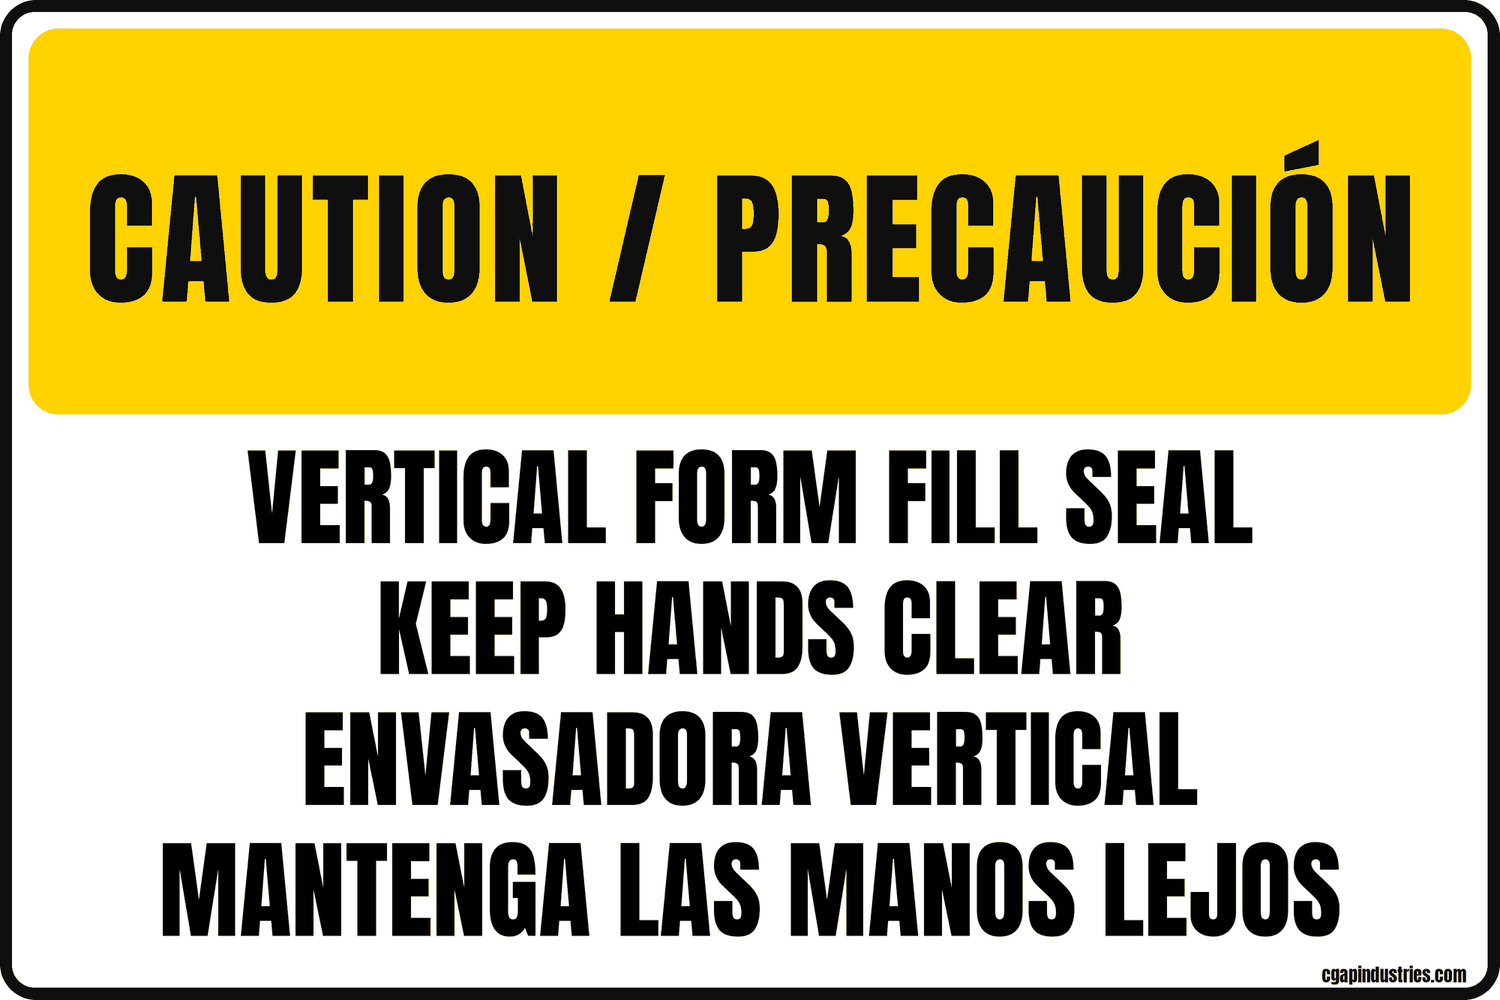 CAUTION / PRECAUCIÓN
VERTICAL FORM FILL SEAL
KEEP HANDS CLEAR
ENVASADORA VERTICAL
MANTENGA LAS MANOS LEJOS
cgapindustries.com